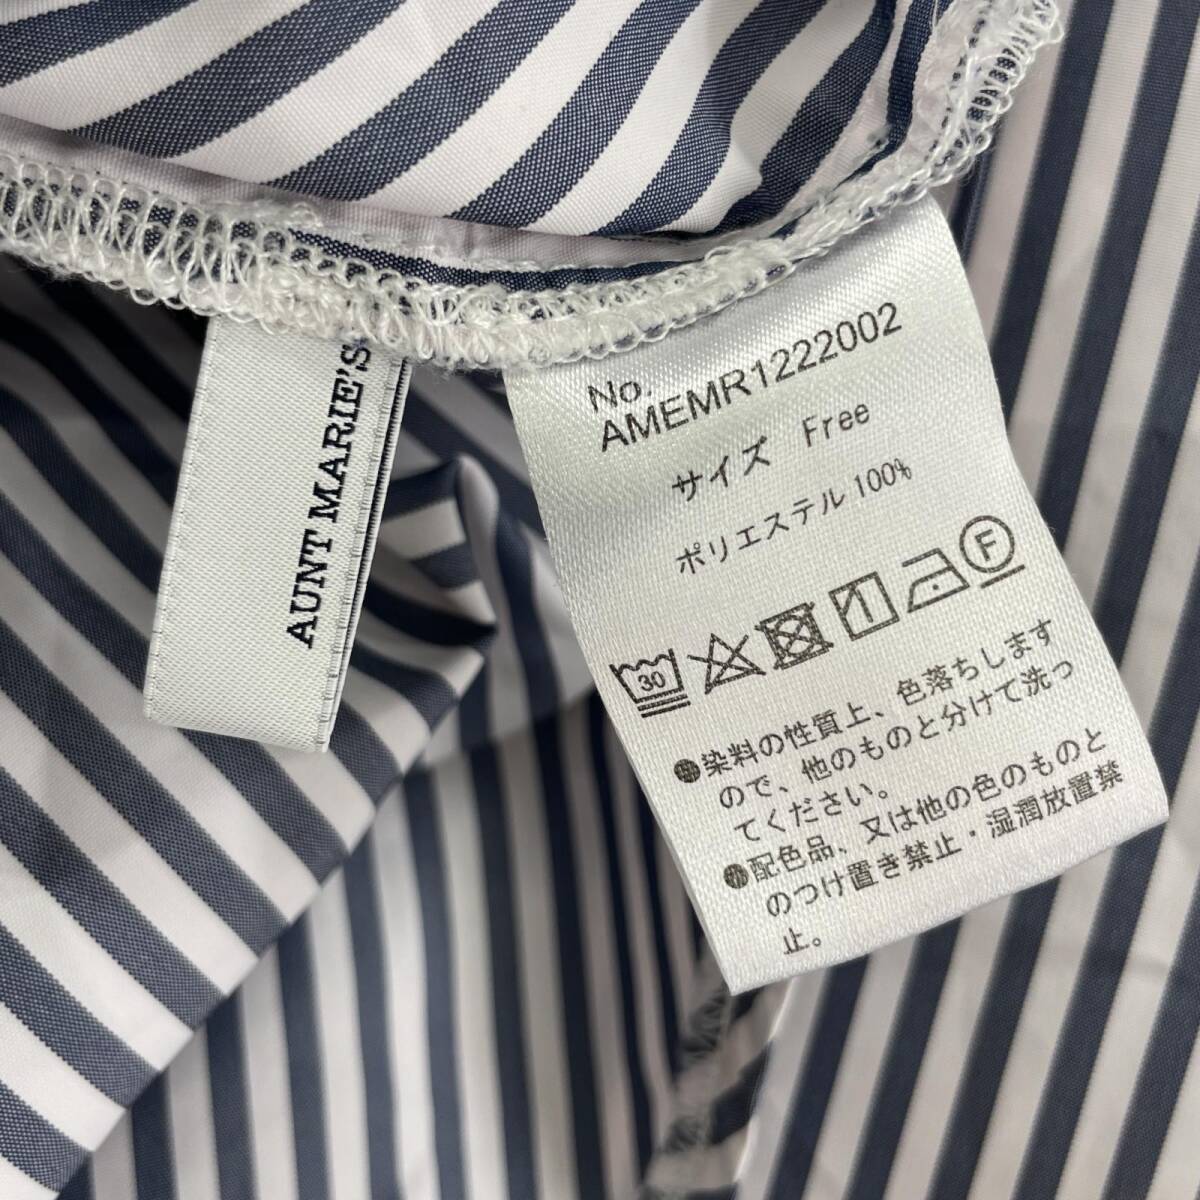 AUNT MARIE'S
No.
AMEMR1222002
サイズ Free
ポリエステル 100%
30
F
●染料の性質上、色落ちします
ので、他のものと分けて洗っ
てください。
●配色品、又は他の色のものと
のつけ置き禁止・湿潤放置禁
止。